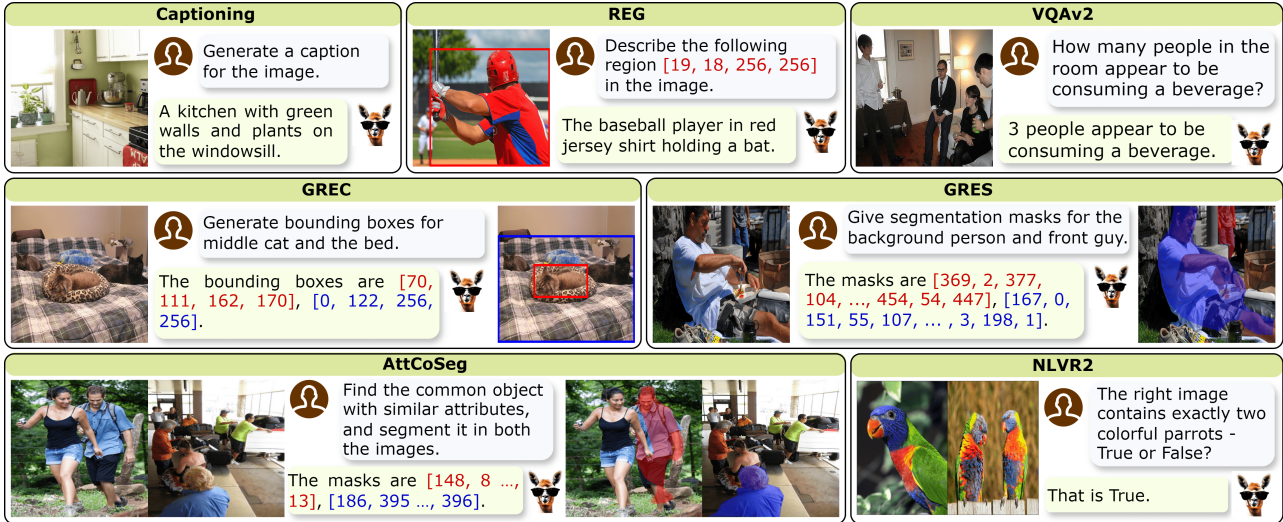 Captioning
Generate a caption
for the image.
A kitchen with green
walls and plants on
the windowsill.
REG
Describe the following
region [19, 18, 256, 256]
in the image.
The baseball player in red
jersey shirt holding a bat.
VQAv2
How many people in the
room appear to be
consuming a beverage?
3 people appear to be
consuming a beverage.
GREC
Generate bounding boxes for
middle cat and the bed.
The bounding boxes are [70,
111, 162, 170], [0, 122, 256,
256].
GRES
Give segmentation masks for the
background person and front guy.
The masks are [369, 2, 377,
104, ..., 454, 54, 447], [167, 0,
151, 55, 107, ... , 3, 198, 1].
AttCoSeg
Find the common object
with similar attributes,
and segment it in both
the images.
The masks are [148, 8 ...,
13], [186, 395 ..., 396].
NLVR2
The right image
contains exactly two
colorful parrots -
True or False?
That is True.